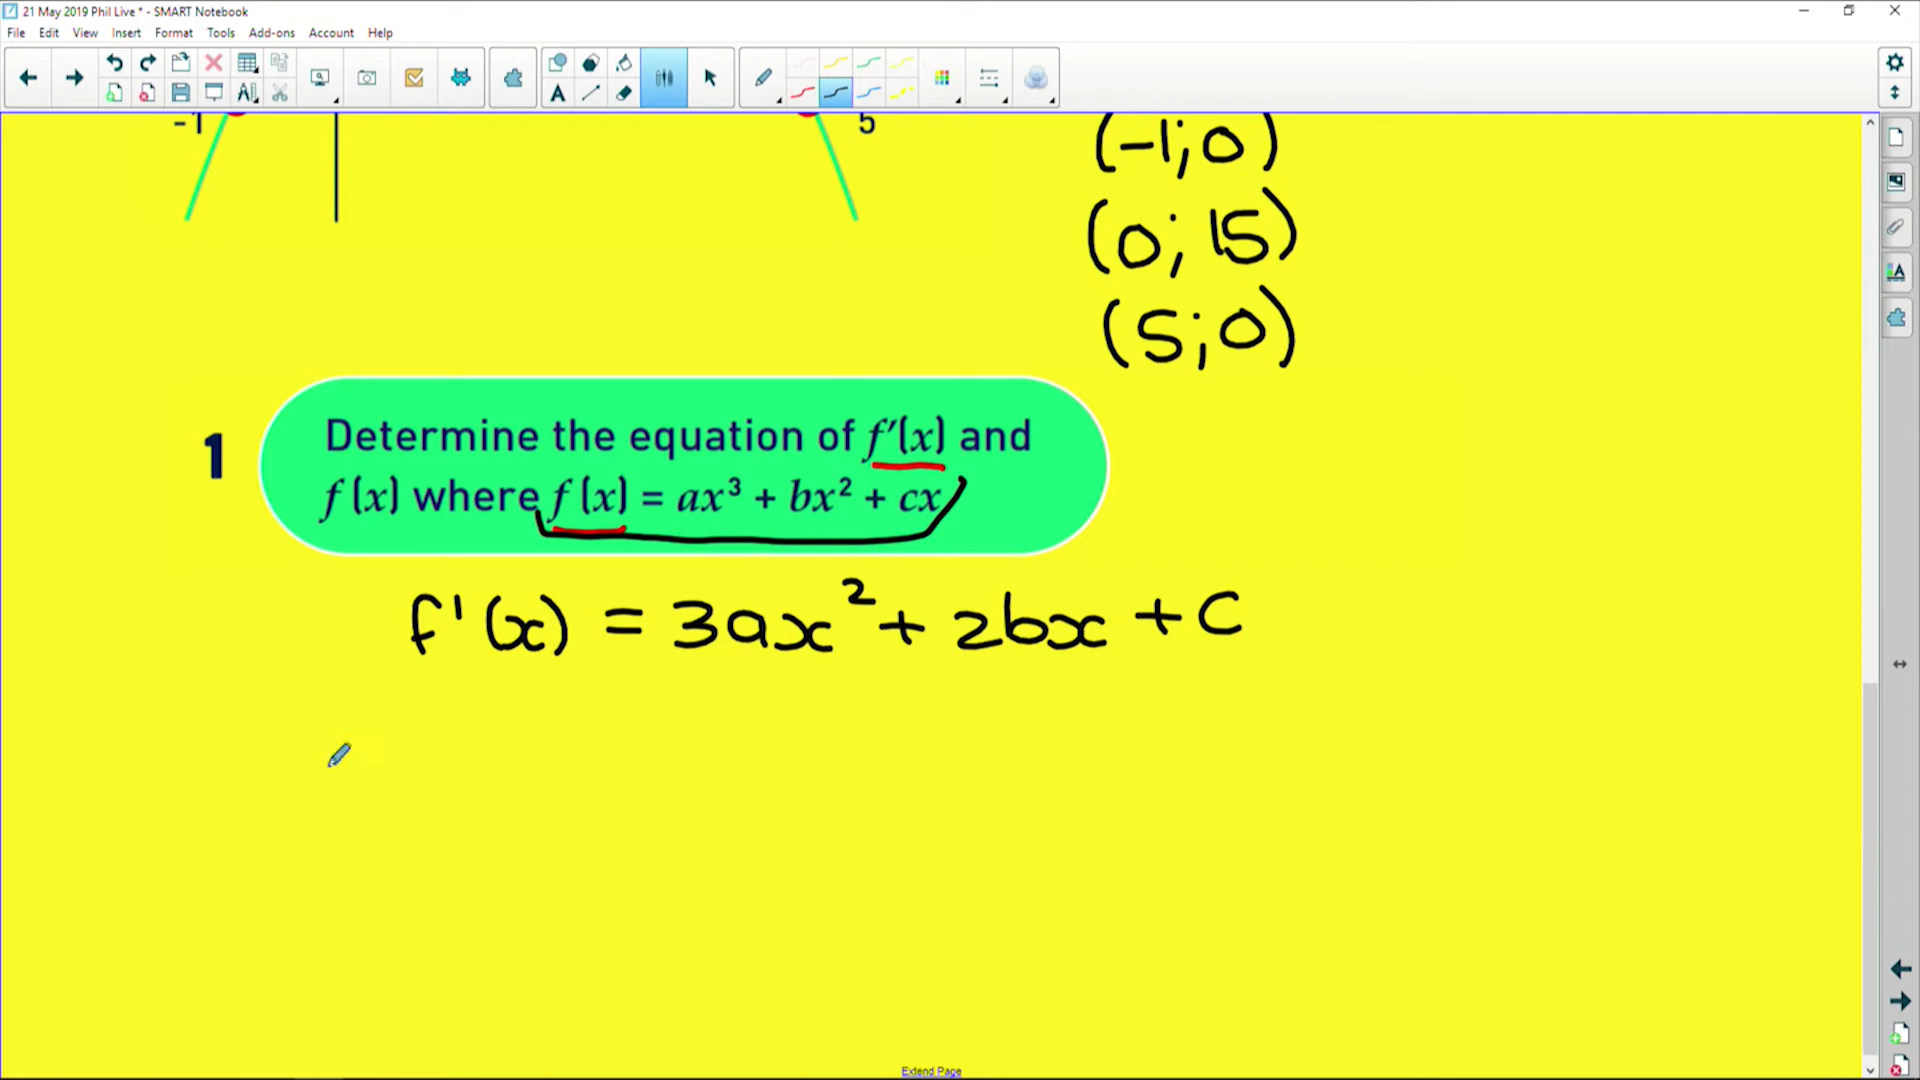 21 May 2019 Phil Live * - SMART Notebook
File Edit View Insert Format Tools Add-ons Account Help
-1 5
(-1;0)
(0;15)
(5;0)
1
Determine the equation of f′(x) and
f (x) where f (x) = ax³ + bx² + cx
f'(x) = 3ax² + 2bx + c
Extend Page